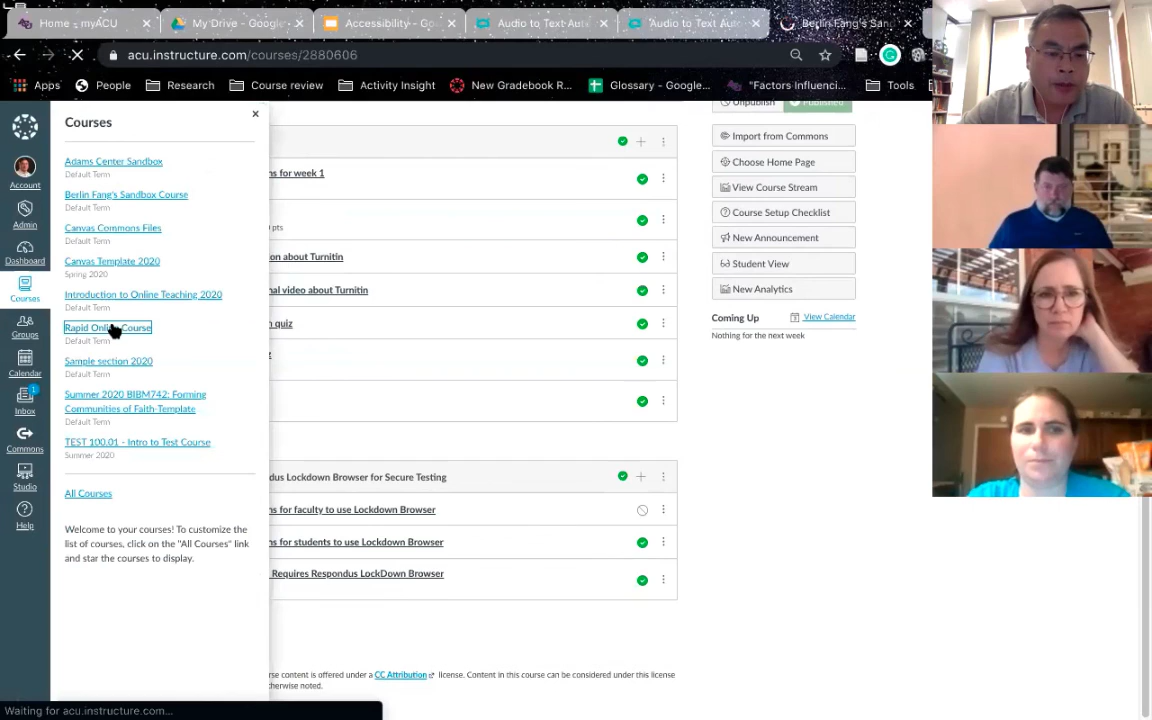 Home - myACU
My Drive - Google
Accessibility - Go
Audio to Text Aut
Audio to Text Aut
Berlin Fang's Sand
acu.instructure.com/courses/2880606
Apps
People
Research
Course review
Activity Insight
New Gradebook R...
Glossary - Google...
"Factors Influenci...
Tools
Courses
Adams Center Sandbox
Default Term
Berlin Fang's Sandbox Course
Default Term
Canvas Commons Files
Default Term
Canvas Template 2020
Spring 2020
Introduction to Online Teaching 2020
Default Term
Rapid Online Course
Default Term
Sample section 2020
Default Term
Summer 2020 BIBM742: Forming
Communities of Faith-Template
Default Term
TEST 100.01 - Intro to Test Course
Summer 2020
All Courses
Welcome to your courses! To customize the
list of courses, click on the "All Courses" link
and star the courses to display.
Account
Admin
Dashboard
Courses
Groups
Calendar
1
Inbox
Commons
Studio
Help
ns for week 1
pts
on about Turnitin
nal video about Turnitin
n quiz
dus Lockdown Browser for Secure Testing
ns for faculty to use Lockdown Browser
ns for students to use Lockdown Browser
Requires Respondus LockDown Browser
rse content is offered under a CC Attribution license. Content in this course can be considered under this license
therwise noted.
Unpublish
Published
Import from Commons
Choose Home Page
View Course Stream
Course Setup Checklist
New Announcement
Student View
New Analytics
Coming Up
View Calendar
Nothing for the next week
Waiting for acu.instructure.com...